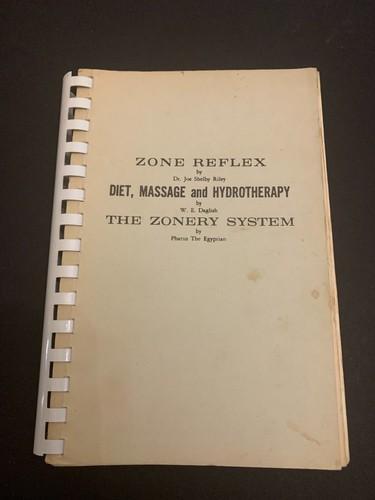 ZONE REFLEX
by
Dr. Joe Shelby Riley
DIET, MASSAGE and HYDROTHERAPY
by
W. E. Daglish
THE ZONERY SYSTEM
by
Pharus The Egyptian